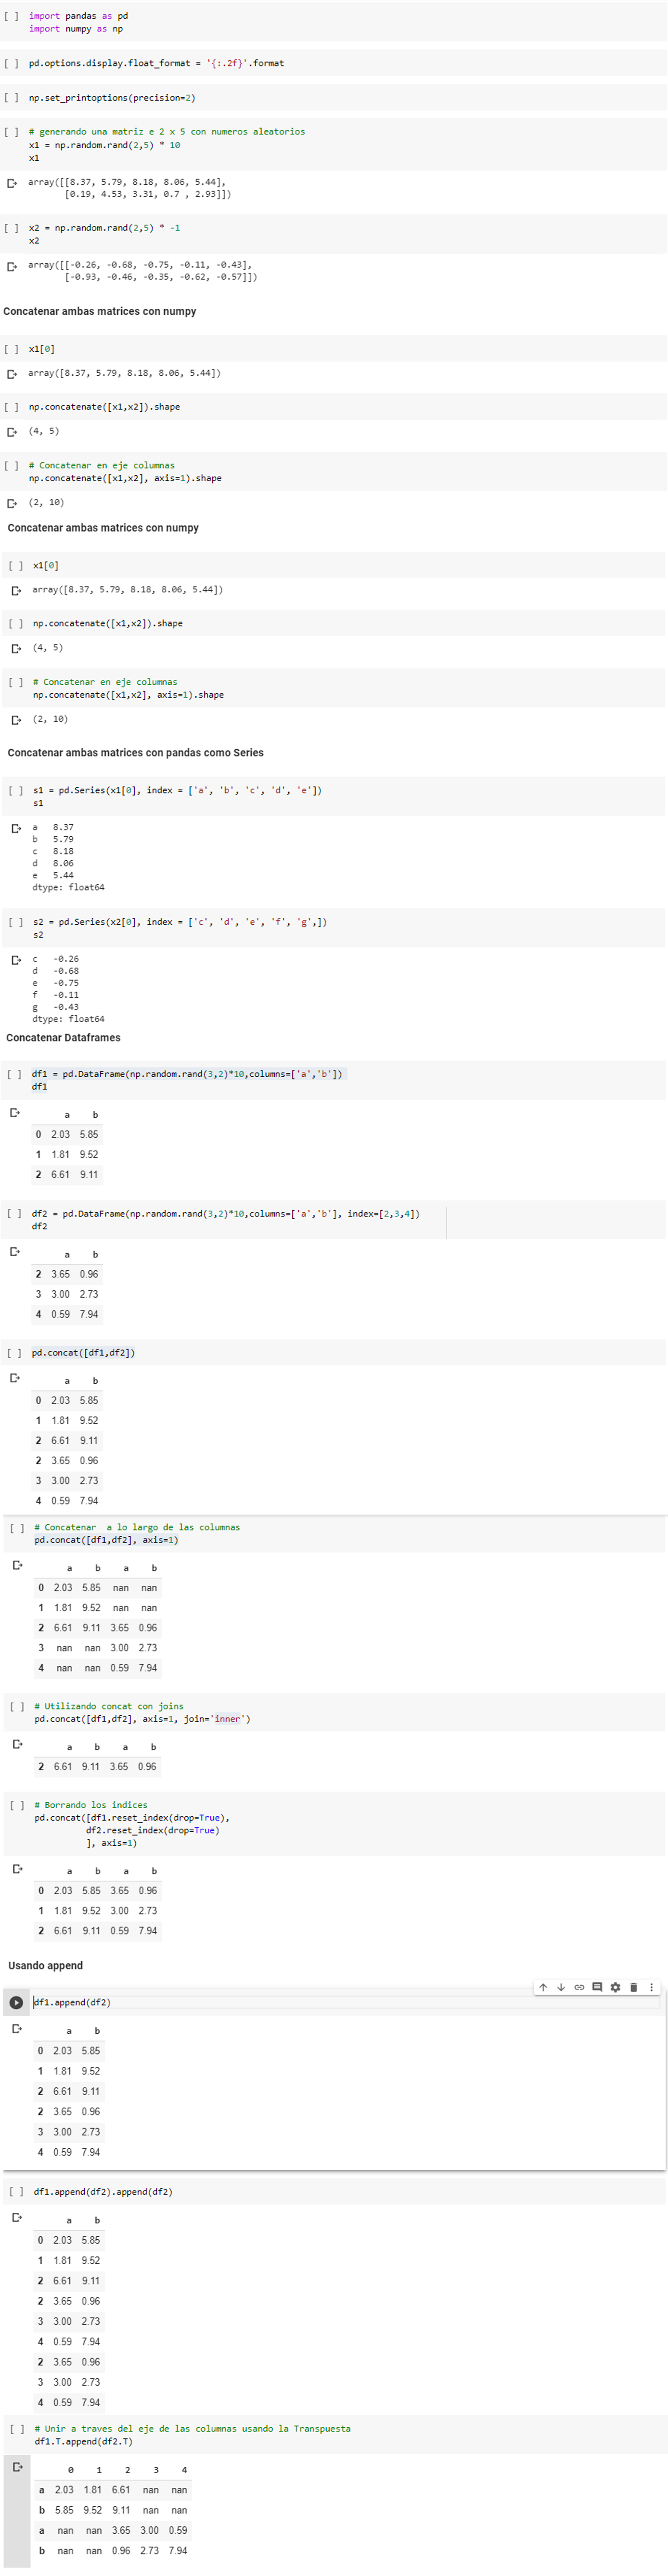 [ ] import pandas as pd
import numpy as np
[ ] pd.options.display.float_format = '{:.2f}'.format
[ ] np.set_printoptions(precision=2)
[ ] # generando una matriz e 2 x 5 con numeros aleatorios
x1 = np.random.rand(2,5) * 10
x1
array([[8.37, 5.79, 8.18, 8.06, 5.44],
[0.19, 4.53, 3.31, 0.7 , 2.93]])
[ ] x2 = np.random.rand(2,5) * -1
x2
array([[-0.26, -0.68, -0.75, -0.11, -0.43],
[-0.93, -0.46, -0.35, -0.62, -0.57]])
Concatenar ambas matrices con numpy
[ ] x1[0]
array([8.37, 5.79, 8.18, 8.06, 5.44])
[ ] np.concatenate([x1,x2]).shape
(4, 5)
[ ] # Concatenar en eje columnas
np.concatenate([x1,x2], axis=1).shape
(2, 10)
Concatenar ambas matrices con numpy
[ ] x1[0]
array([8.37, 5.79, 8.18, 8.06, 5.44])
[ ] np.concatenate([x1,x2]).shape
(4, 5)
[ ] # Concatenar en eje columnas
np.concatenate([x1,x2], axis=1).shape
(2, 10)
Concatenar ambas matrices con pandas como Series
[ ] s1 = pd.Series(x1[0], index = ['a', 'b', 'c', 'd', 'e'])
s1
a 8.37
b 5.79
c 8.18
d 8.06
e 5.44
dtype: float64
[ ] s2 = pd.Series(x2[0], index = ['c', 'd', 'e', 'f', 'g',])
s2
c -0.26
d -0.68
e -0.75
f -0.11
g -0.43
dtype: float64
Concatenar Dataframes
[ ] df1 = pd.DataFrame(np.random.rand(3,2)*10,columns=['a','b'])
df1
a b
0 2.03 5.85
1 1.81 9.52
2 6.61 9.11
[ ] df2 = pd.DataFrame(np.random.rand(3,2)*10,columns=['a','b'], index=[2,3,4])
df2
a b
2 3.65 0.96
3 3.00 2.73
4 0.59 7.94
[ ] pd.concat([df1,df2])
a b
0 2.03 5.85
1 1.81 9.52
2 6.61 9.11
2 3.65 0.96
3 3.00 2.73
4 0.59 7.94
[ ] # Concatenar  a lo largo de las columnas
pd.concat([df1,df2], axis=1)
a b a b
0 2.03 5.85 nan nan
1 1.81 9.52 nan nan
2 6.61 9.11 3.65 0.96
3 nan nan 3.00 2.73
4 nan nan 0.59 7.94
[ ] # Utilizando concat con joins
pd.concat([df1,df2], axis=1, join='inner')
a b a b
2 6.61 9.11 3.65 0.96
[ ] # Borrando los indices
pd.concat([df1.reset_index(drop=True),
df2.reset_index(drop=True)
], axis=1)
a b a b
0 2.03 5.85 3.65 0.96
1 1.81 9.52 3.00 2.73
2 6.61 9.11 0.59 7.94
Usando append
df1.append(df2)
a b
0 2.03 5.85
1 1.81 9.52
2 6.61 9.11
2 3.65 0.96
3 3.00 2.73
4 0.59 7.94
[ ] df1.append(df2).append(df2)
a b
0 2.03 5.85
1 1.81 9.52
2 6.61 9.11
2 3.65 0.96
3 3.00 2.73
4 0.59 7.94
2 3.65 0.96
3 3.00 2.73
4 0.59 7.94
[ ] # Unir a traves del eje de las columnas usando la Transpuesta
df1.T.append(df2.T)
0 1 2 3 4
a 2.03 1.81 6.61 nan nan
b 5.85 9.52 9.11 nan nan
a nan nan 3.65 3.00 0.59
b nan nan 0.96 2.73 7.94